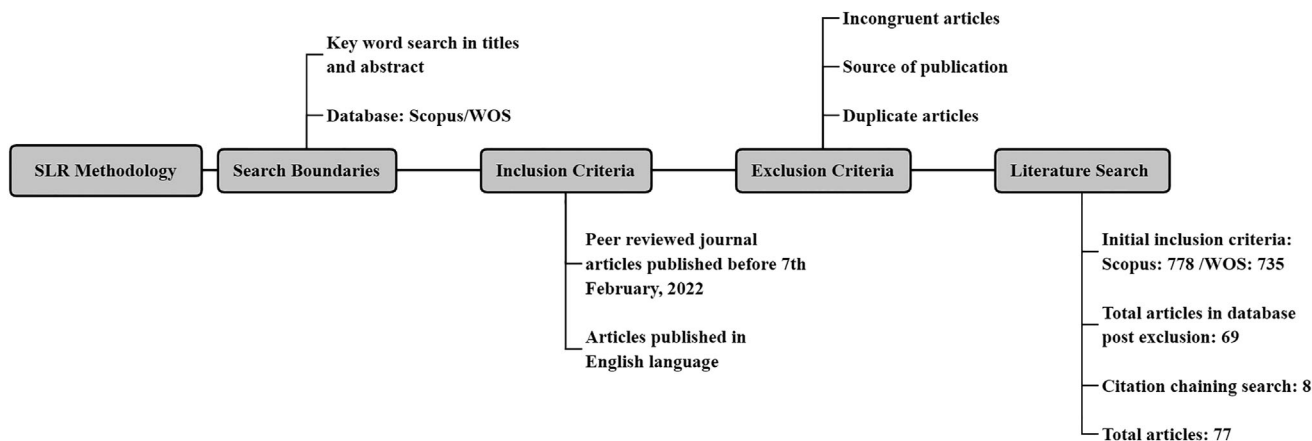 SLR Methodology
Search Boundaries
Key word search in titles
and abstract
Database: Scopus/WOS
Inclusion Criteria
Peer reviewed journal
articles published before 7th
February, 2022
Articles published in
English language
Exclusion Criteria
Incongruent articles
Source of publication
Duplicate articles
Literature Search
Initial inclusion criteria:
Scopus: 778 /WOS: 735
Total articles in database
post exclusion: 69
Citation chaining search: 8
Total articles: 77